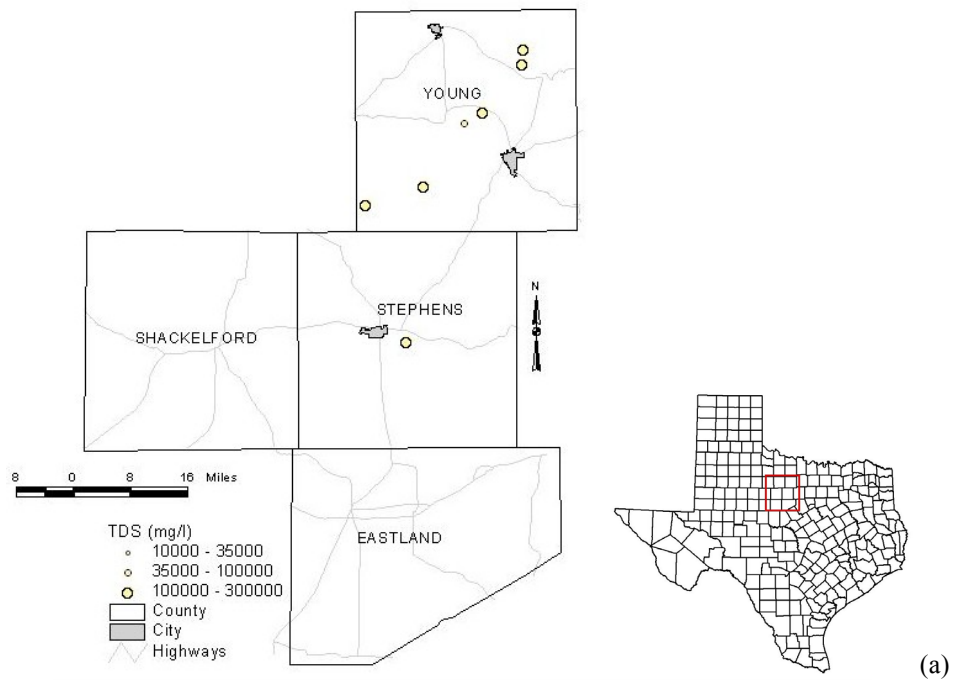 YOUNG
STEPHENS
N
SHACKELFORD
8 0 8 16 Miles
EASTLAND
TDS (mg/l)
10000 - 35000
35000 - 100000
100000 - 300000
County
City
Highways
(a)